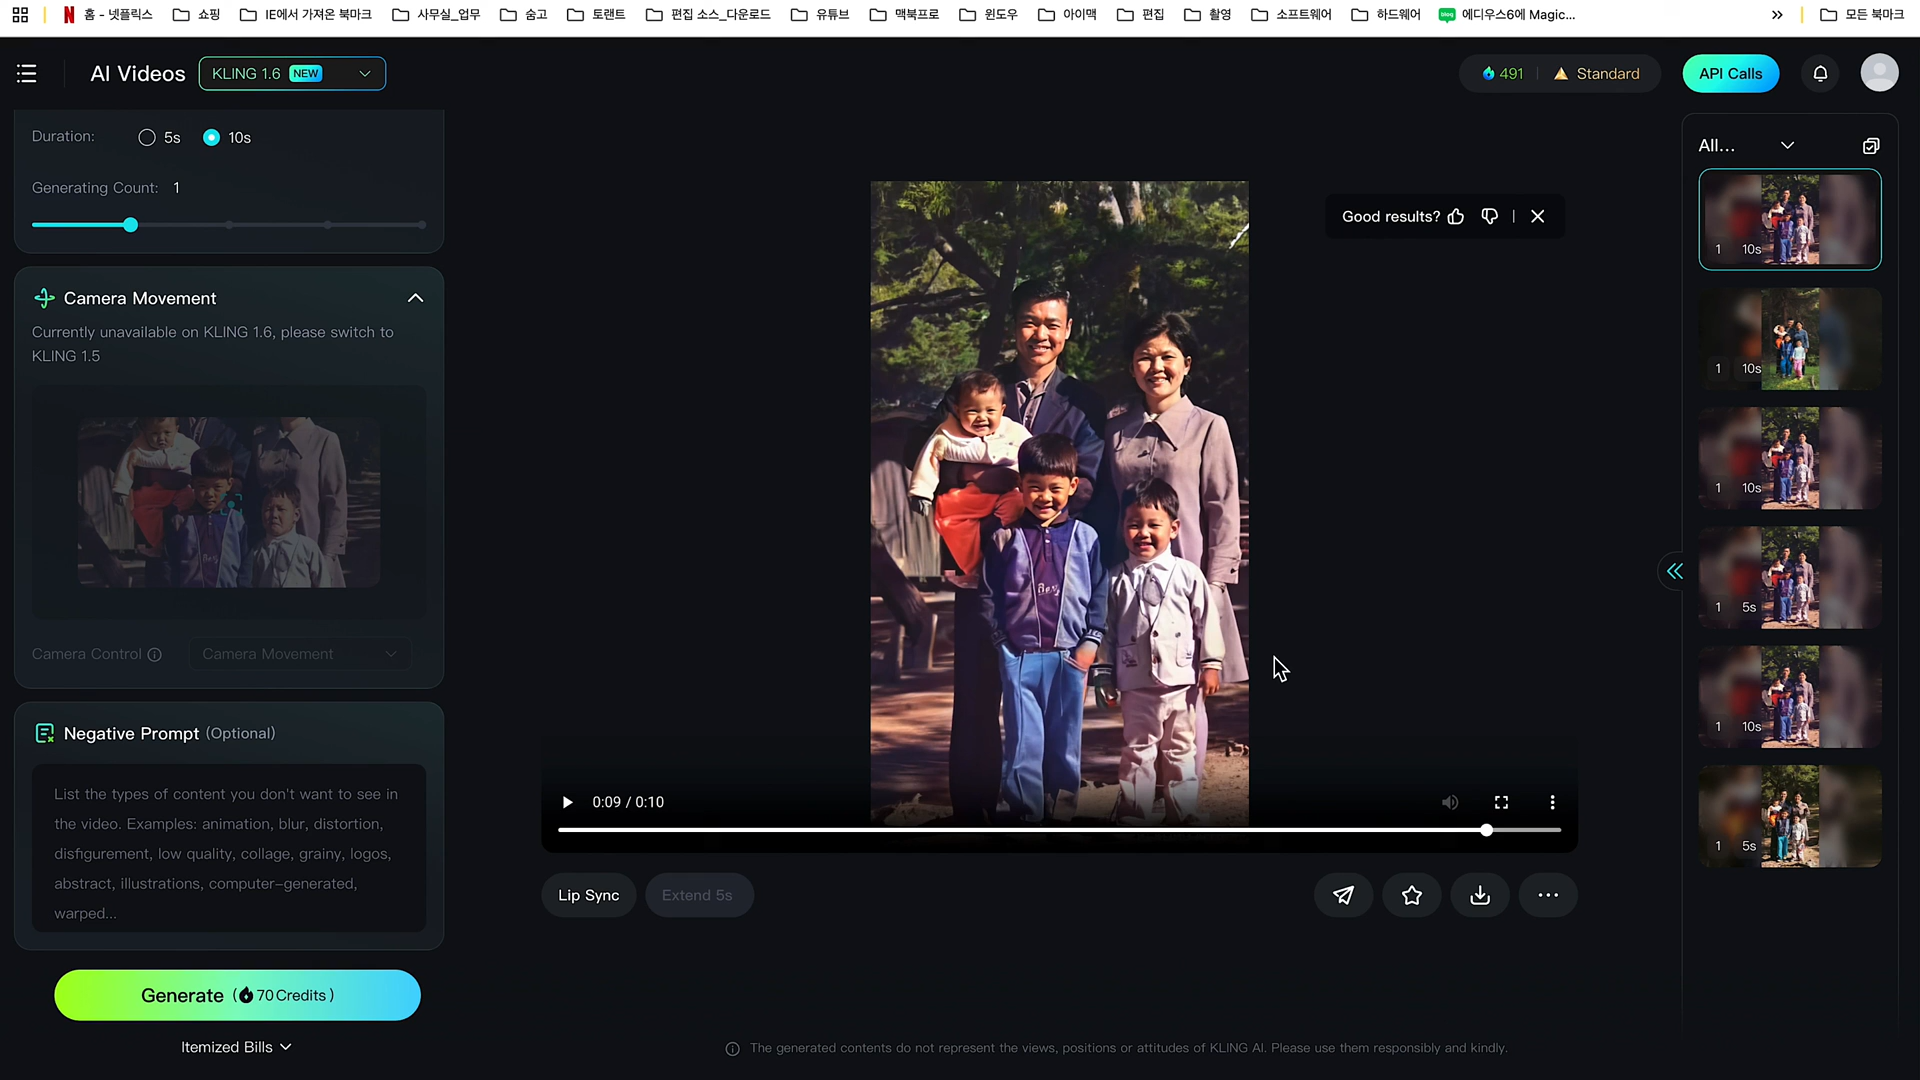 홈 - 넷플릭스 쇼핑 IE에서 가져온 북마크 사무실_업무 숨고 토랜트 편집 소스_다운로드 유튜브 맥북프로 윈도우 아이맥 편집 촬영 소프트웨어 하드웨어 blog 에디우스6에 Magic... » 모든 북마크
AI Videos KLING 1.6 NEW
491 Standard API Calls
Duration: 5s 10s
Generating Count: 1
Camera Movement
Currently unavailable on KLING 1.6, please switch to
KLING 1.5
Camera Control Camera Movement
Negative Prompt (Optional)
List the types of content you don't want to see in
the video. Examples: animation, blur, distortion,
disfigurement, low quality, collage, grainy, logos,
abstract, illustrations, computer-generated,
warped...
Generate ( 70 Credits )
Itemized Bills
Good results?
0:09 / 0:10
Lip Sync Extend 5s
The generated contents do not represent the views, positions or attitudes of KLING AI. Please use them responsibly and kindly.
All...
1 10s
1 10s
1 10s
1 5s
1 10s
1 5s